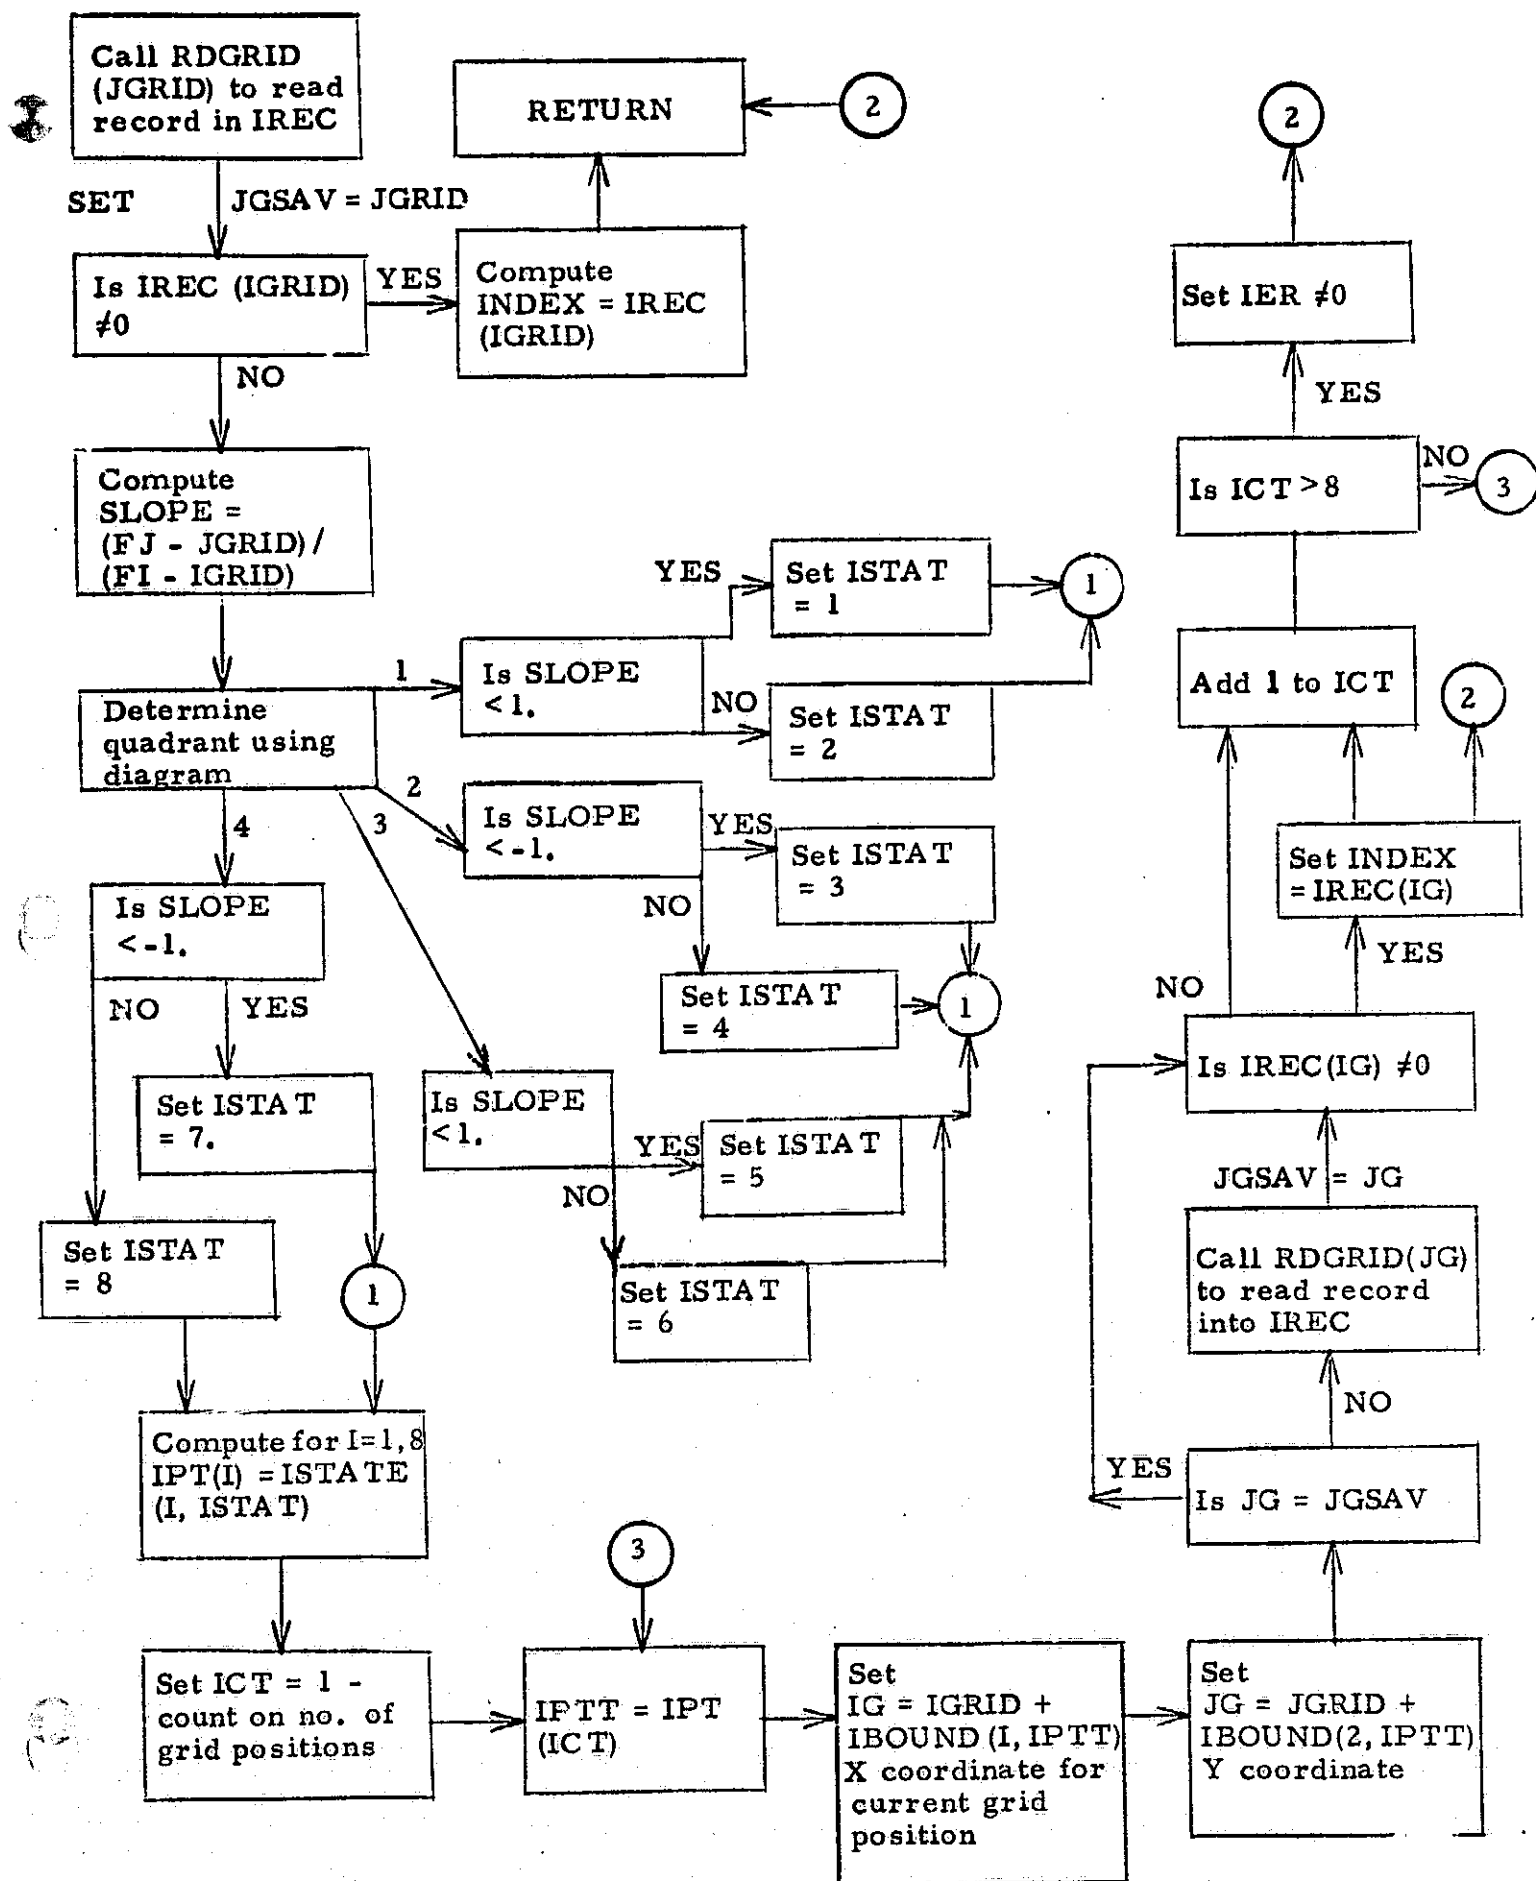 Call RDGRID
(JGRID) to read
record in IREC
RETURN
2
2
SET
JGSAV = JGRID
Is IREC (IGRID)
≠0
YES
Compute
INDEX = IREC
(IGRID)
Set IER ≠0
NO
YES
Compute
SLOPE =
(FJ - JGRID) /
(FI - IGRID)
Is ICT > 8
NO
3
YES
Set ISTAT
= 1
1
1
Is SLOPE
<1.
NO
Set ISTAT
= 2
Add 1 to ICT
2
Determine
quadrant using
diagram
2
3
4
Is SLOPE
<-1.
YES
Set ISTAT
= 3
NO
Set INDEX
= IREC(IG)
Is SLOPE
<-1.
NO
YES
Set ISTAT
= 4
1
NO
YES
Is IREC(IG) ≠0
Set ISTAT
= 7.
Is SLOPE
<1.
YES
Set ISTAT
= 5
NO
JGSAV = JG
Set ISTAT
= 8
1
Set ISTAT
= 6
Call RDGRID(JG)
to read record
into IREC
NO
Compute for I=1,8
IPT(I) = ISTATE
(I, ISTAT)
YES
Is JG = JGSAV
3
Set ICT = 1 -
count on no. of
grid positions
IPTT = IPT
(ICT)
Set
IG = IGRID +
IBOUND (I, IPTT)
X coordinate for
current grid
position
Set
JG = JGRID +
IBOUND(2, IPTT)
Y coordinate